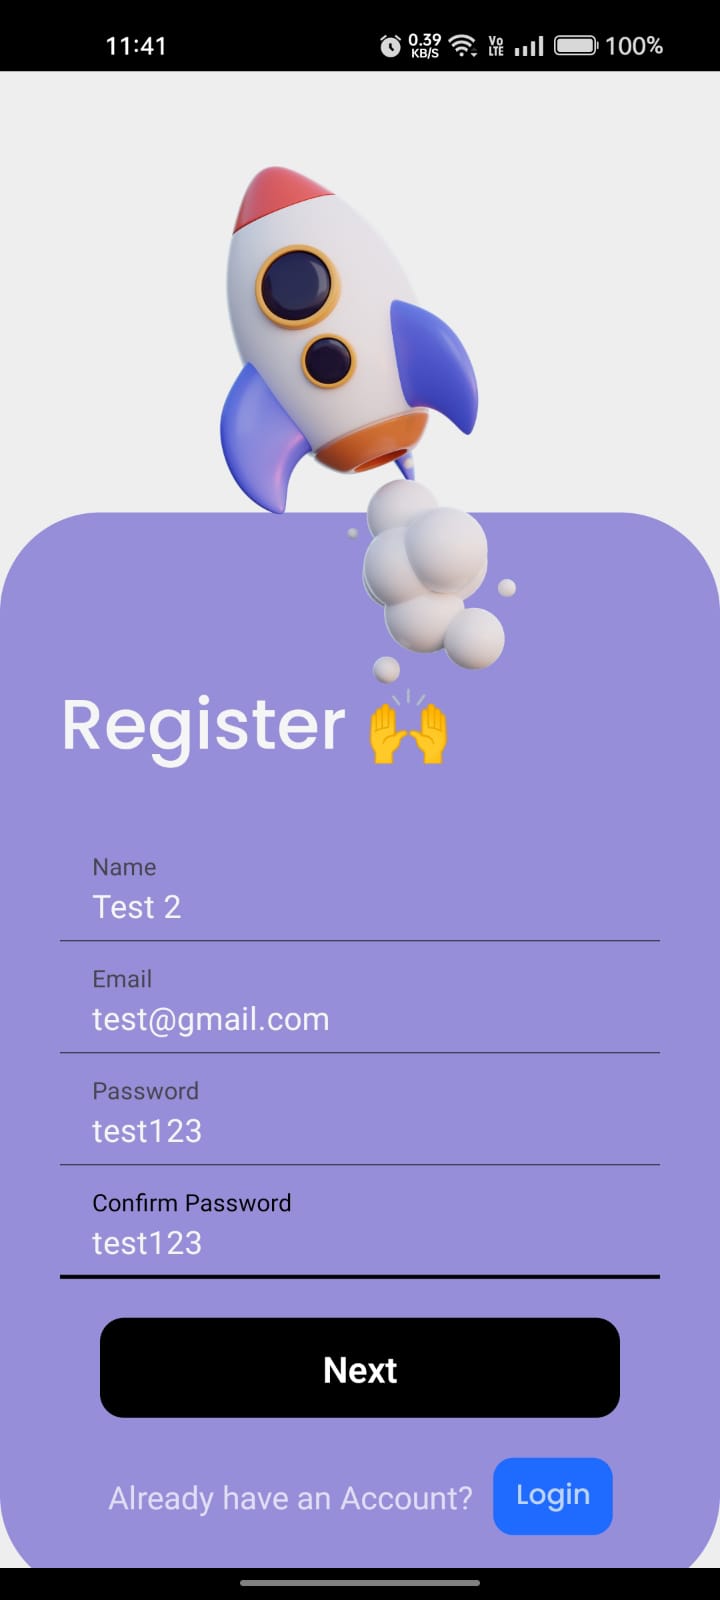 11:41
0.39 KB/S
Vo LTE
100%
Register 🙌
Name
Test 2
Email
test@gmail.com
Password
test123
Confirm Password
test123
Next
Already have an Account? Login